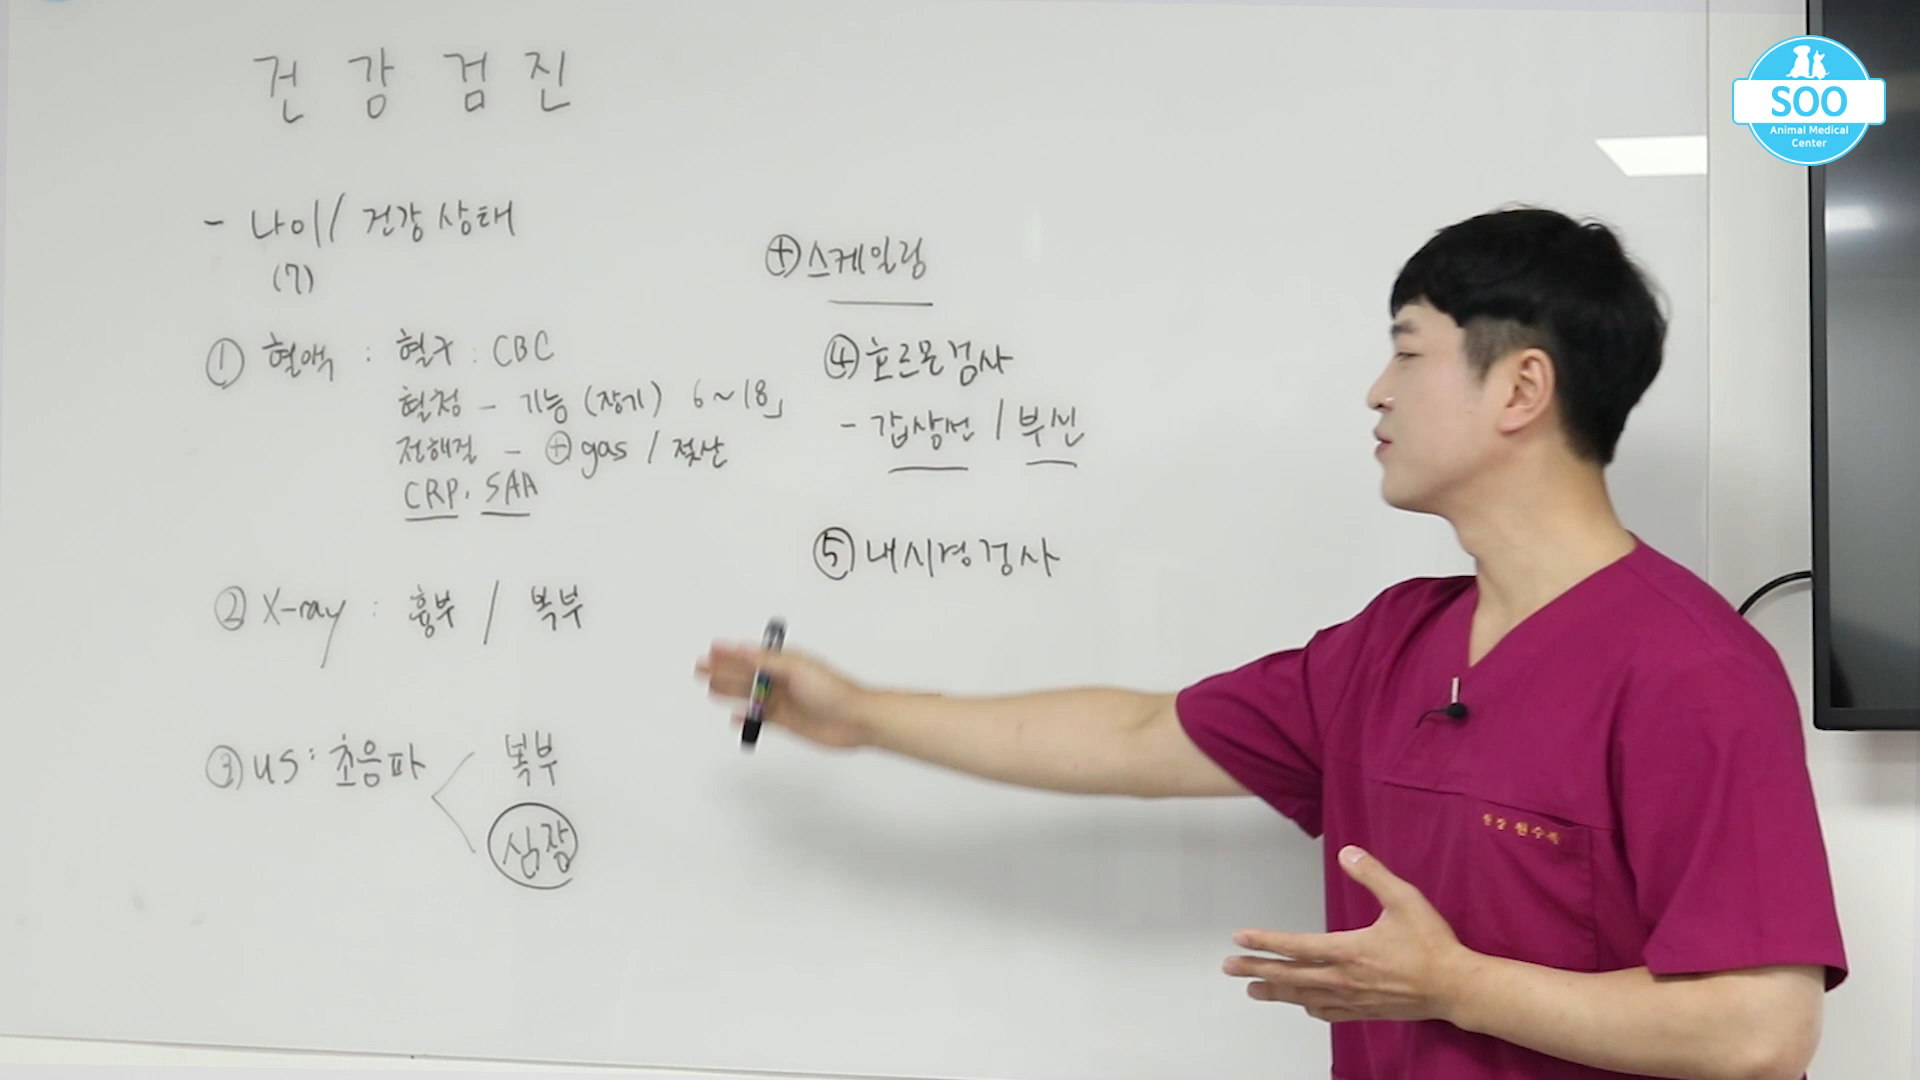 건강검진
- 나이 / 건강상태
(7)
① 혈액 : 혈구 : CBC
혈청 - 기능 (장기) 6~18」
전해질 - ⊕ gas / 젖산
CRP. SAA
② X-ray : 흉부 / 복부
③ US : 초음파
복부
심장
⊕ 스케일링
④ 호르몬검사
- 갑상선 / 부신
⑤ 내시경검사
SOO
Animal Medical
Center
원장